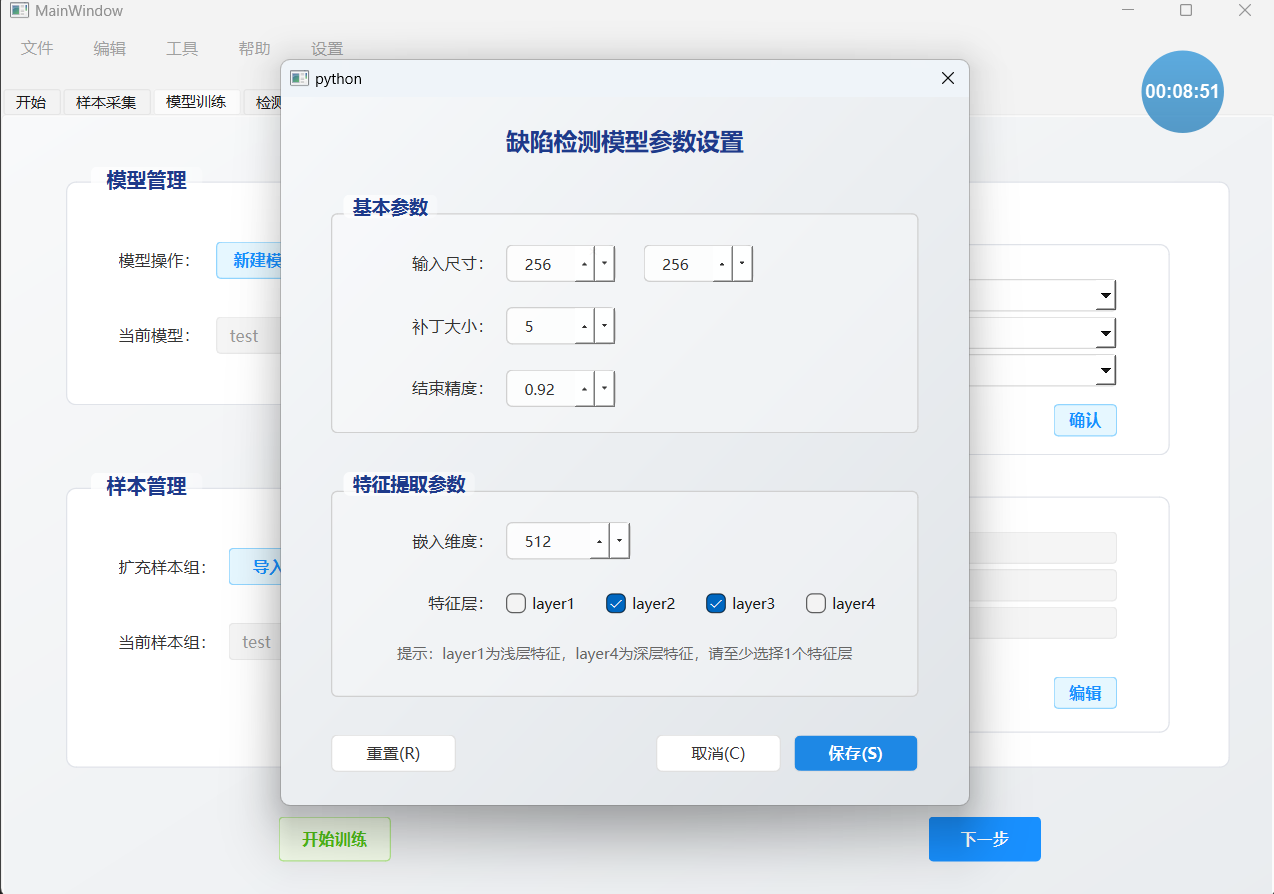 MainWindow
文件 编辑 工具 帮助 设置
开始 样本采集 模型训练 检测
00:08:51
python
缺陷检测模型参数设置
模型管理
模型操作： 新建模
当前模型： test
样本管理
扩充样本组： 导入
当前样本组： test
基本参数
输入尺寸： 256 256
补丁大小： 5
结束精度： 0.92
特征提取参数
嵌入维度： 512
特征层： layer1 layer2 layer3 layer4
提示：layer1为浅层特征，layer4为深层特征，请至少选择1个特征层
重置(R) 取消(C) 保存(S)
确认
编辑
开始训练 下一步